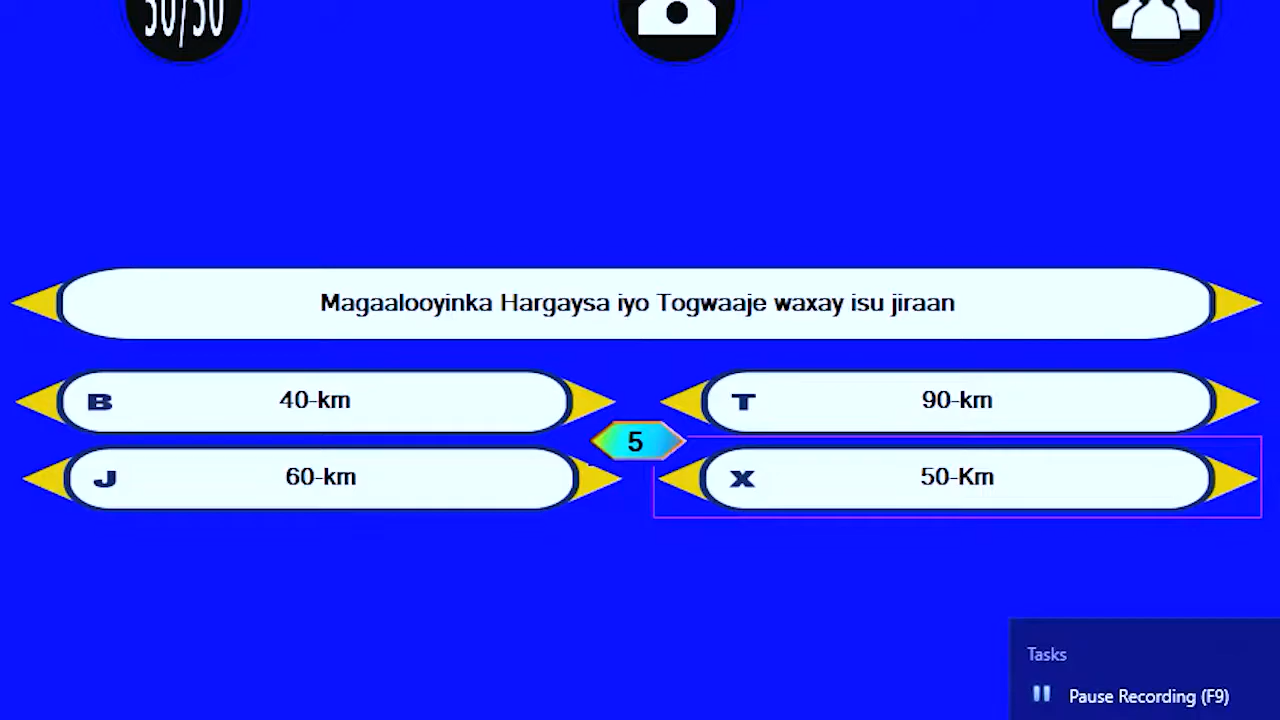 50/50
Magaalooyinka Hargaysa iyo Togwaaje waxay isu jiraan
B 40-km
T 90-km
5
J 60-km
X 50-Km
Tasks
Pause Recording (F9)